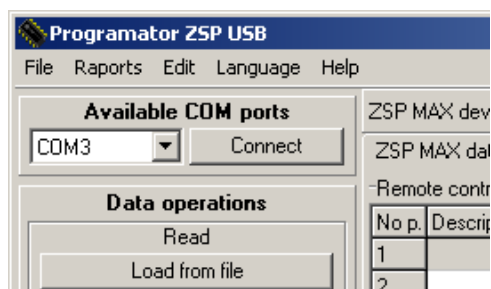 Programator ZSP USB
File Raports Edit Language Help
Available COM ports
COM3 Connect
Data operations
Read
Load from file
ZSP MAX dev
ZSP MAX dat
Remote contr
No p. Descrip
1
2